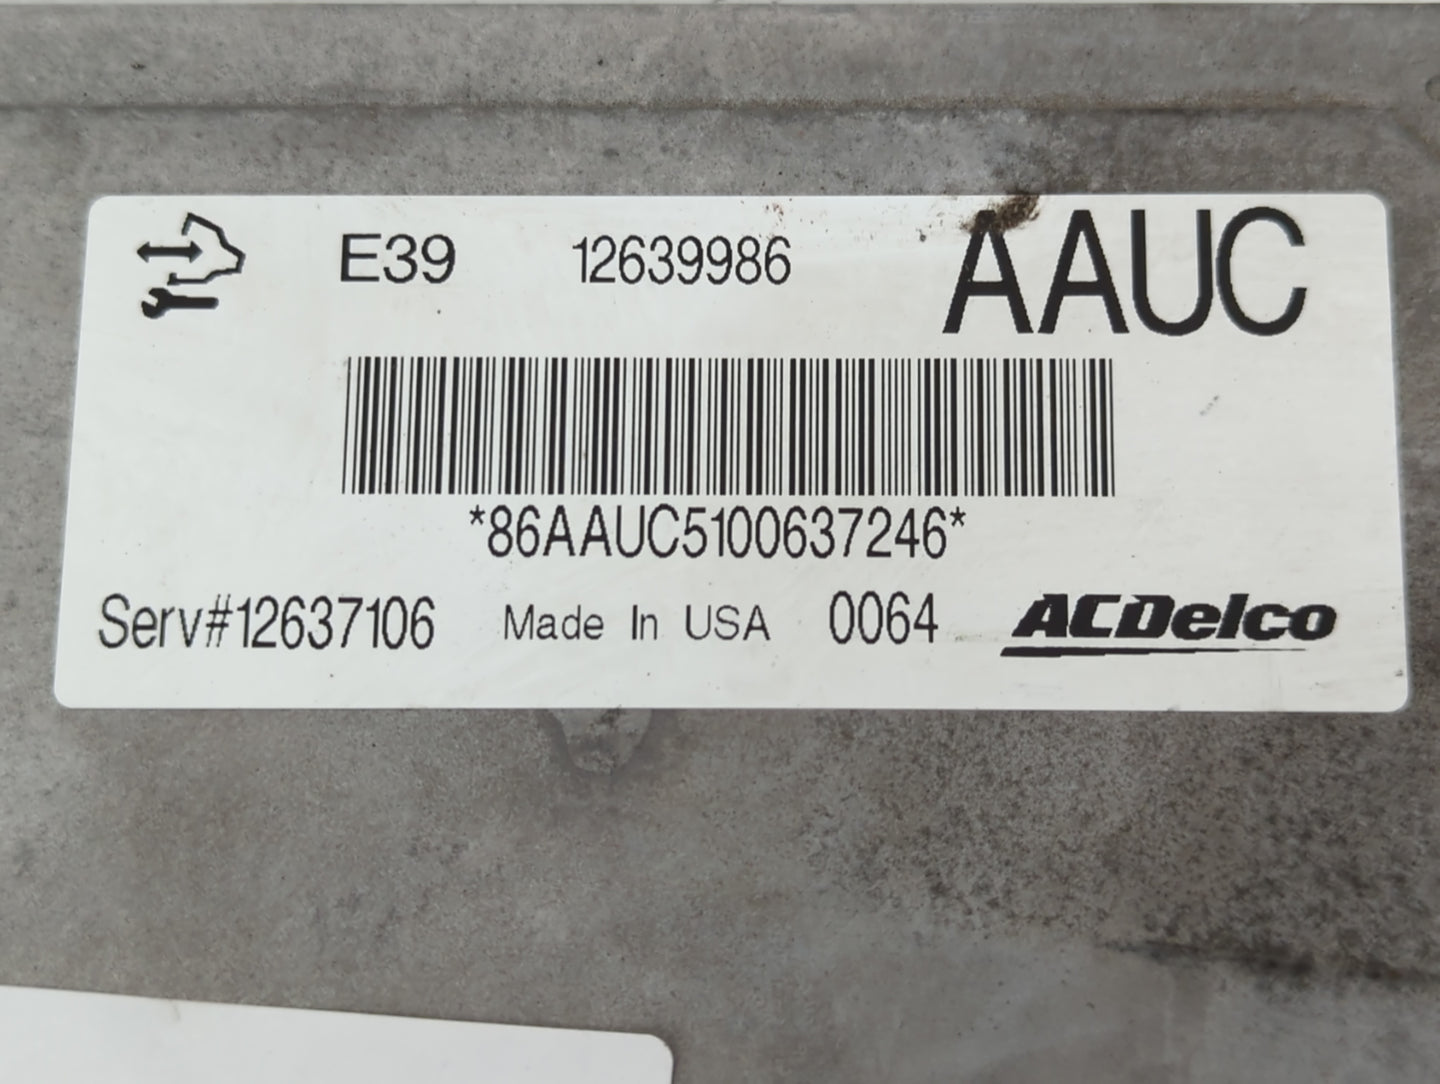 E39 12639986 AAUC
*86AAUC5100637246*
Serv#12637106 Made In USA 0064 ACDelco